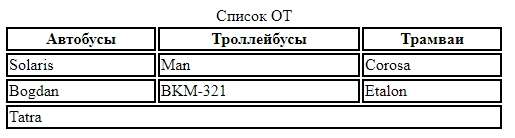 Список ОТ
Автобусы Троллейбусы Трамваи
Solaris Man Corosa
Bogdan BKM-321 Etalon
Tatra